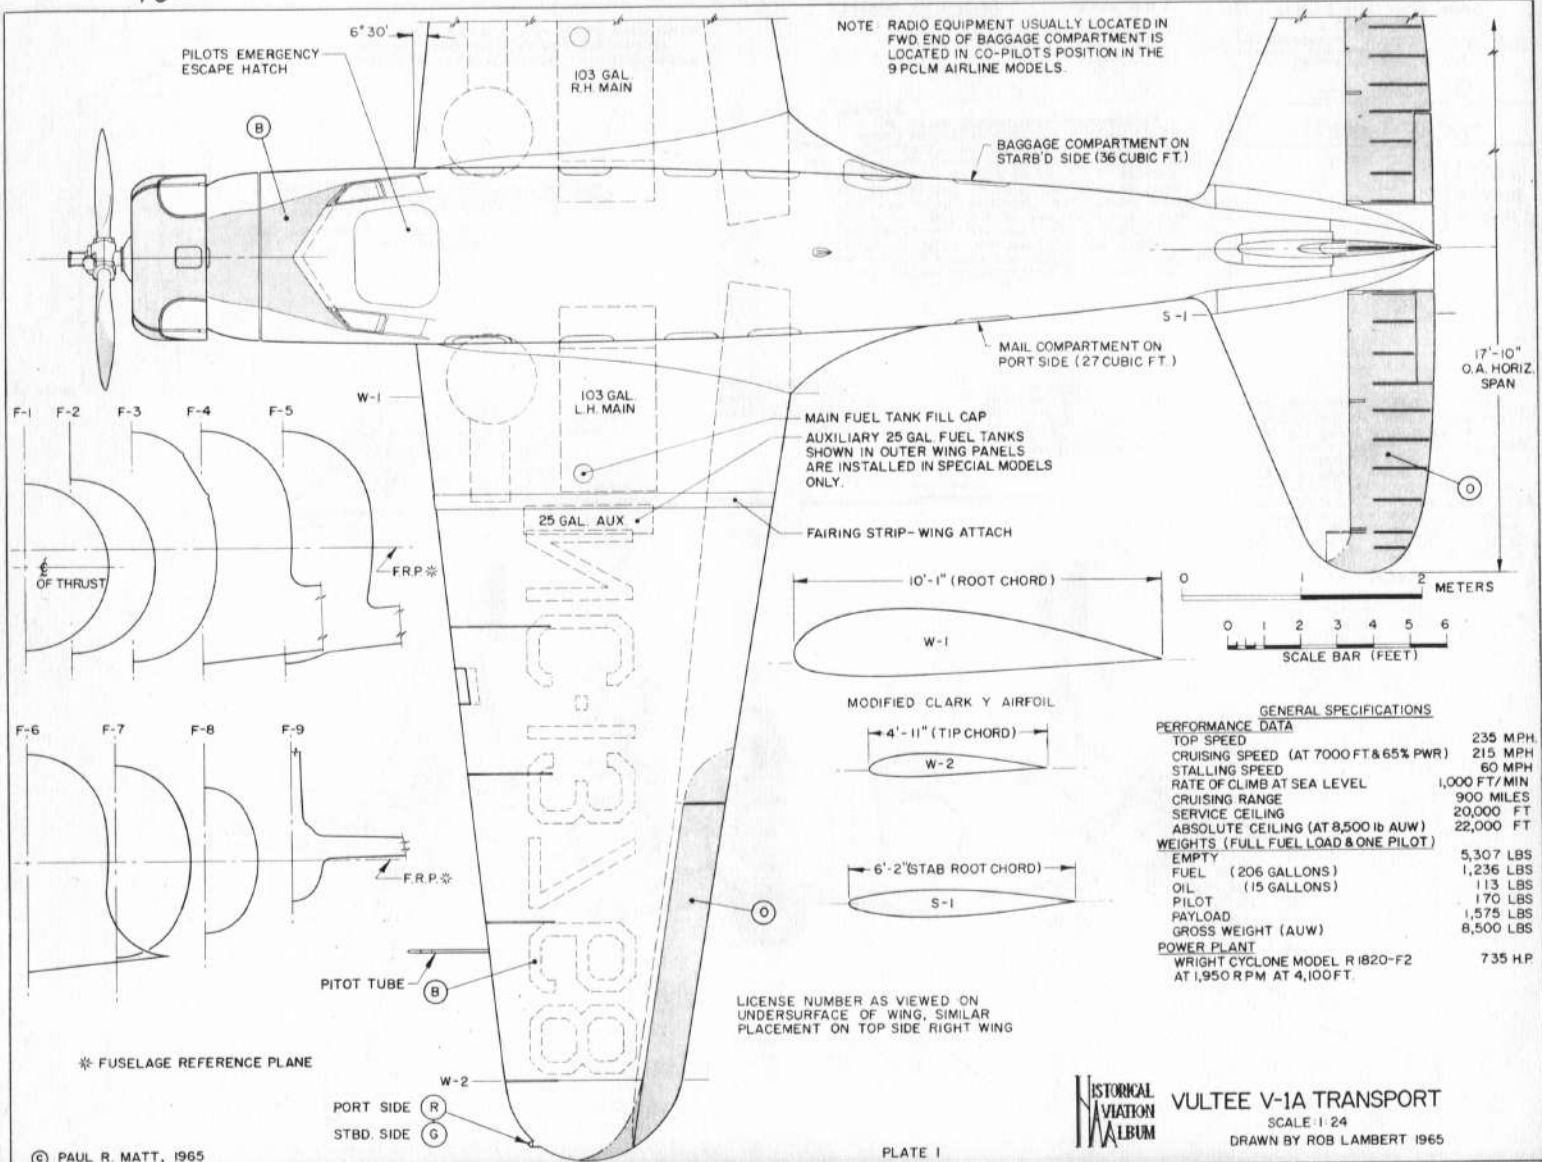 6°30'
PILOTS EMERGENCY
ESCAPE HATCH
B
103 GAL.
R.H. MAIN
NOTE: RADIO EQUIPMENT USUALLY LOCATED IN
FWD. END OF BAGGAGE COMPARTMENT IS
LOCATED IN CO-PILOTS POSITION IN THE
9 PCLM AIRLINE MODELS.
BAGGAGE COMPARTMENT ON
STARB'D SIDE (36 CUBIC FT.)
S-1
MAIL COMPARTMENT ON
PORT SIDE (27 CUBIC FT.)
17'-10"
O.A. HORIZ.
SPAN
W-1
103 GAL.
L.H. MAIN
F-1 F-2 F-3 F-4 F-5
MAIN FUEL TANK FILL CAP
AUXILIARY 25 GAL. FUEL TANKS
SHOWN IN OUTER WING PANELS
ARE INSTALLED IN SPECIAL MODELS
ONLY.
O
25 GAL. AUX.
FAIRING STRIP-WING ATTACH
℄
OF THRUST
F.R.P.※
NC-13798
10'-1" (ROOT CHORD)
W-1
MODIFIED CLARK Y AIRFOIL
0 1 2 METERS
0 1 2 3 4 5 6
SCALE BAR (FEET)
4'-11" (TIP CHORD)
W-2
6'-2" (STAB ROOT CHORD)
S-1
F-6 F-7 F-8 F-9
F.R.P.※
O
PITOT TUBE
B
GENERAL SPECIFICATIONS
PERFORMANCE DATA
TOP SPEED 235 M.P.H.
CRUISING SPEED (AT 7000 FT.& 65% PWR) 215 MPH
STALLING SPEED 60 MPH
RATE OF CLIMB AT SEA LEVEL 1,000 FT/MIN
CRUISING RANGE 900 MILES
SERVICE CEILING 20,000 FT
ABSOLUTE CEILING (AT 8,500 lb AUW) 22,000 FT
WEIGHTS (FULL FUEL LOAD & ONE PILOT)
EMPTY 5,307 LBS
FUEL (206 GALLONS) 1,236 LBS
OIL (15 GALLONS) 113 LBS
PILOT 170 LBS
PAYLOAD 1,575 LBS
GROSS WEIGHT (AUW) 8,500 LBS
POWER PLANT
WRIGHT CYCLONE MODEL R 1820-F2 735 H.P.
AT 1,950 RPM AT 4,100 FT.
LICENSE NUMBER AS VIEWED ON
UNDERSURFACE OF WING, SIMILAR
PLACEMENT ON TOP SIDE RIGHT WING
※ FUSELAGE REFERENCE PLANE
W-2
PORT SIDE R
STBD. SIDE G
HISTORICAL
AVIATION
ALBUM
VULTEE V-1A TRANSPORT
SCALE: 1:24
DRAWN BY ROB LAMBERT 1965
© PAUL R. MATT, 1965
PLATE 1